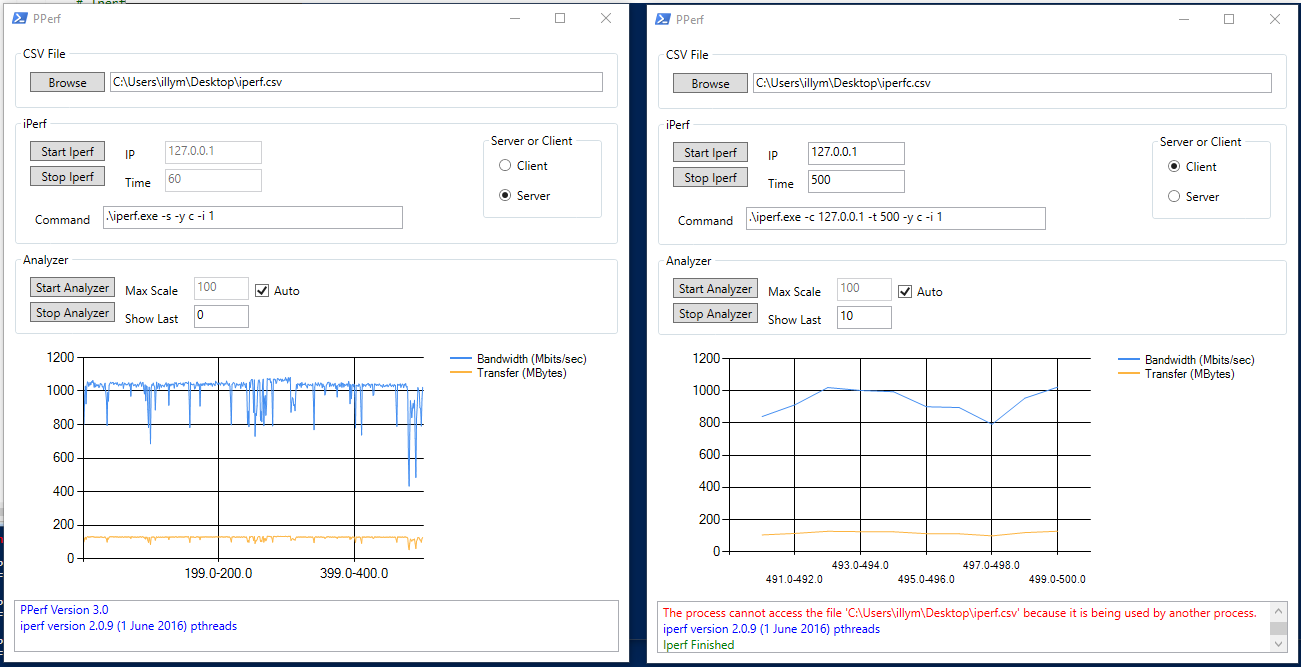 PPerf
CSV File
Browse
C:\Users\illym\Desktop\iperf.csv
iPerf
Start Iperf
IP
127.0.0.1
Stop Iperf
Time
60
Server or Client
Client
Server
Command
.\iperf.exe -s -y c -i 1
Analyzer
Start Analyzer
Max Scale
100
Auto
Stop Analyzer
Show Last
0
1200
1000
800
600
400
200
0
199.0-200.0
399.0-400.0
Bandwidth (Mbits/sec)
Transfer (MBytes)
PPerf Version 3.0
iperf version 2.0.9 (1 June 2016) pthreads
PPerf
CSV File
Browse
C:\Users\illym\Desktop\iperfc.csv
iPerf
Start Iperf
IP
127.0.0.1
Stop Iperf
Time
500
Server or Client
Client
Server
Command
.\iperf.exe -c 127.0.0.1 -t 500 -y c -i 1
Analyzer
Start Analyzer
Max Scale
100
Auto
Stop Analyzer
Show Last
10
1200
1000
800
600
400
200
0
491.0-492.0
493.0-494.0
495.0-496.0
497.0-498.0
499.0-500.0
Bandwidth (Mbits/sec)
Transfer (MBytes)
The process cannot access the file 'C:\Users\illym\Desktop\iperf.csv' because it is being used by another process.
iperf version 2.0.9 (1 June 2016) pthreads
Iperf Finished